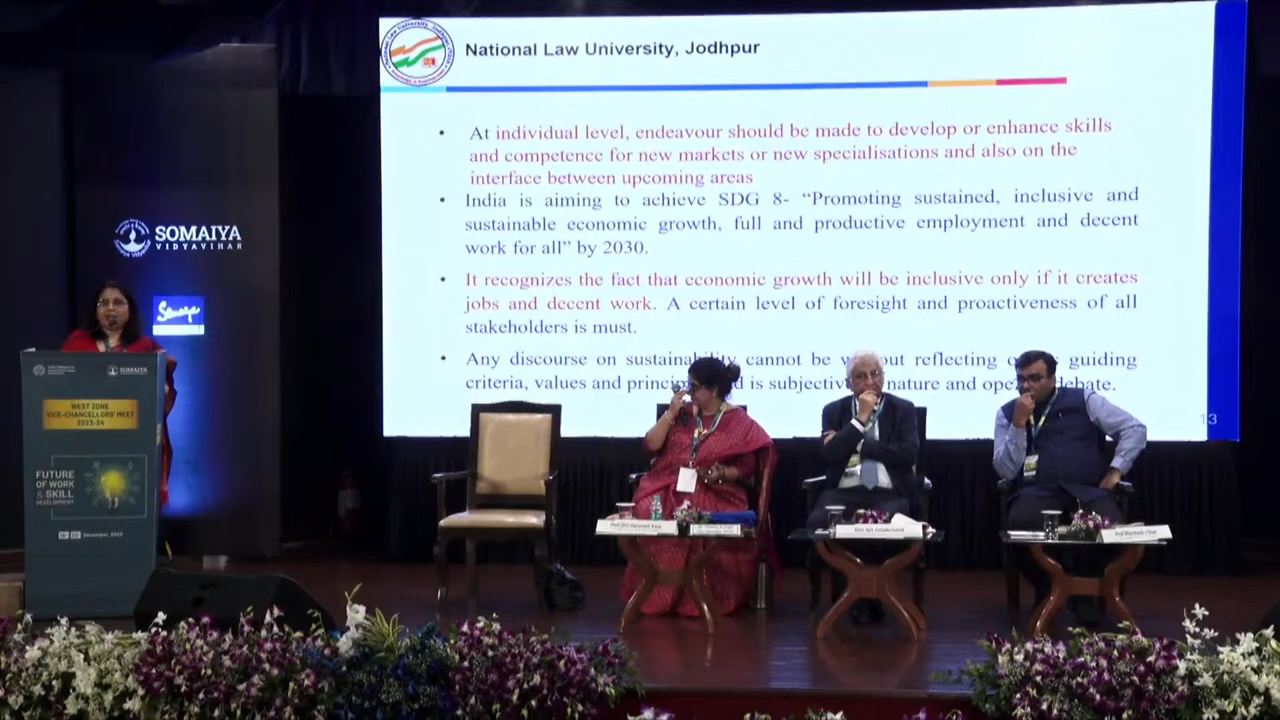 National Law University, Jodhpur
• At individual level, endeavour should be made to develop or enhance skills
and competence for new markets or new specialisations and also on the
interface between upcoming areas
• India is aiming to achieve SDG 8- “Promoting sustained, inclusive and
sustainable economic growth, full and productive employment and decent
work for all” by 2030.
• It recognizes the fact that economic growth will be inclusive only if it creates
jobs and decent work. A certain level of foresight and proactiveness of all
stakeholders is must.
• Any discourse on sustainability cannot be without reflecting guiding
criteria, values and and is subjective nature and open debate.
13
SOMAIYA
VIDYAVIHAR
Somaiya
SOMAIYA
WEST ZONE
VICE-CHANCELLORS' MEET
2023-24
FUTURE
OF WORK
& SKILL
DEVELOPMENT
December, 2023